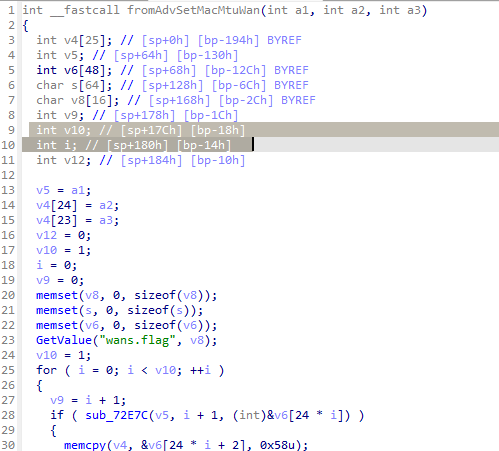 1 int __fastcall fromAdvSetMacMtuWan(int a1, int a2, int a3)
2 {
3 int v4[25]; // [sp+0h] [bp-194h] BYREF
4 int v5; // [sp+64h] [bp-130h]
5 int v6[48]; // [sp+68h] [bp-12Ch] BYREF
6 char s[64]; // [sp+128h] [bp-6Ch] BYREF
7 char v8[16]; // [sp+168h] [bp-2Ch] BYREF
8 int v9; // [sp+178h] [bp-1Ch]
9 int v10; // [sp+17Ch] [bp-18h]
10 int i; // [sp+180h] [bp-14h]
11 int v12; // [sp+184h] [bp-10h]
12
13 v5 = a1;
14 v4[24] = a2;
15 v4[23] = a3;
16 v12 = 0;
17 v10 = 1;
18 i = 0;
19 v9 = 0;
20 memset(v8, 0, sizeof(v8));
21 memset(s, 0, sizeof(s));
22 memset(v6, 0, sizeof(v6));
23 GetValue("wans.flag", v8);
24 v10 = 1;
25 for ( i = 0; i < v10; ++i )
26 {
27 v9 = i + 1;
28 if ( sub_72E7C(v5, i + 1, (int)&v6[24 * i]) )
29 {
30 memcpy(v4, &v6[24 * i + 2], 0x58u);